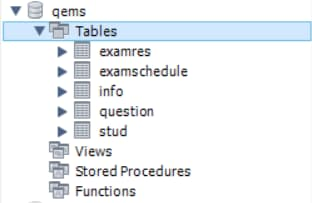 qems
Tables
examres
examschedule
info
question
stud
Views
Stored Procedures
Functions